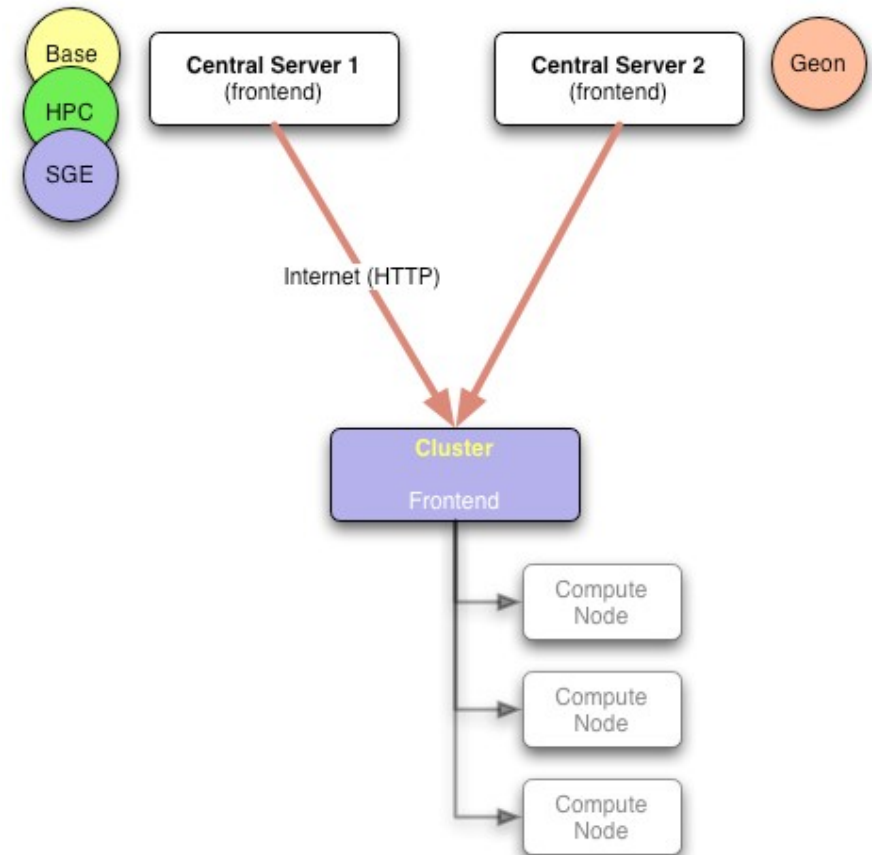 Base
HPC
SGE
Central Server 1
(frontend)
Central Server 2
(frontend)
Geon
Internet (HTTP)
Cluster
Frontend
Compute
Node
Compute
Node
Compute
Node